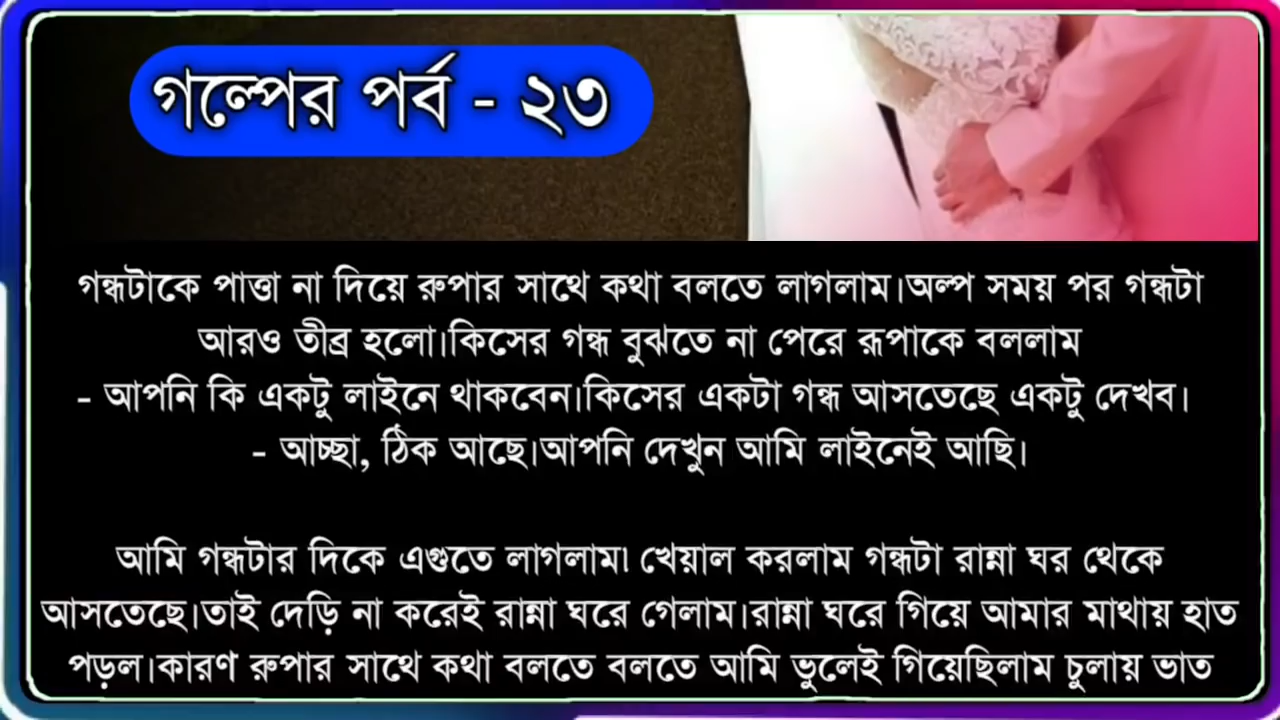 গল্পের পর্ব - ২৩
গন্ধটাকে পাত্তা না দিয়ে রুপার সাথে কথা বলতে লাগলাম।অল্প সময় পর গন্ধটা
আরও তীব্র হলো।কিসের গন্ধ বুঝতে না পেরে রূপাকে বললাম
- আপনি কি একটু লাইনে থাকবেন।কিসের একটা গন্ধ আসতেছে একটু দেখব।
- আচ্ছা, ঠিক আছে।আপনি দেখুন আমি লাইনেই আছি।
আমি গন্ধটার দিকে এগুতে লাগলাম৷ খেয়াল করলাম গন্ধটা রান্না ঘর থেকে
আসতেছে।তাই দেড়ি না করেই রান্না ঘরে গেলাম।রান্না ঘরে গিয়ে আমার মাথায় হাত
পড়ল।কারণ রুপার সাথে কথা বলতে বলতে আমি ভুলেই গিয়েছিলাম চুলায় ভাত